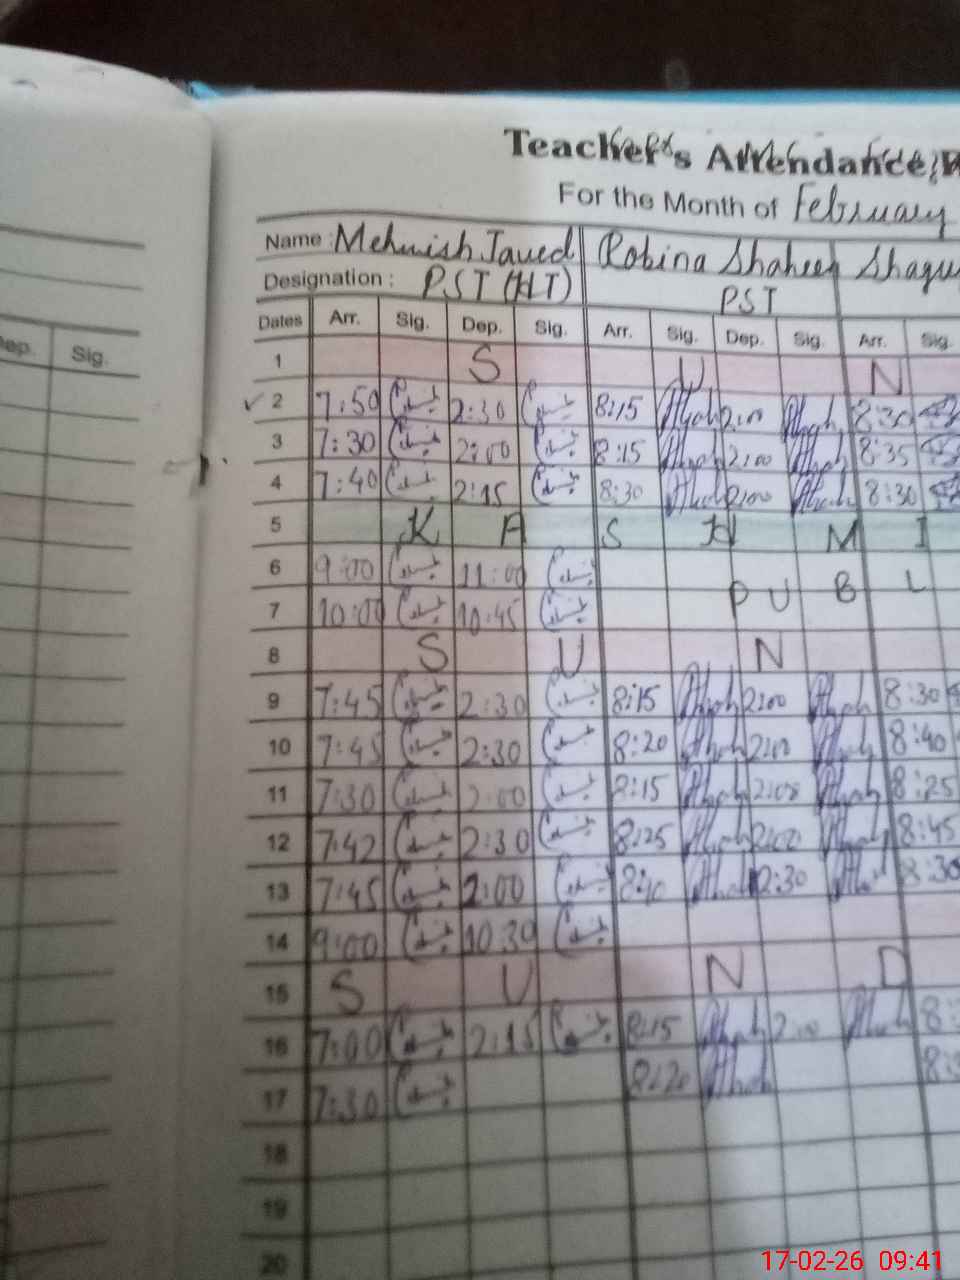 Teacher's Attendance
For the Month of February
Name : Mehwish Javed Robina Shaheen
Designation : PST (HT) PST
Dates Arr. Sig. Dep. Sig. Arr. Sig. Dep. Sig. Arr. Sig.
Sig.
1 S U N
2 7:50 2:30 8:15 2:00 8:30
3 7:30 2:00 8:15 2:00 8:35
4 7:40 2:15 8:30 2:00 8:30
5 K A S H M I
6 9:00 11:00
7 10:00 10:45 P U B L
8 S U N
9 7:45 2:30 8:15 2:00 8:30
10 7:45 2:30 8:20 2:00 8:40
11 7:30 2:00 8:15 2:00 8:25
12 7:42 2:30 8:25 2:00 8:45
13 7:45 2:00 8:40 2:30 8:30
14 9:00 10:30
15 S U N D
16 7:00 2:15 8:15 2:00
17 7:30 8:20
18
19
20
17-02-26 09:41